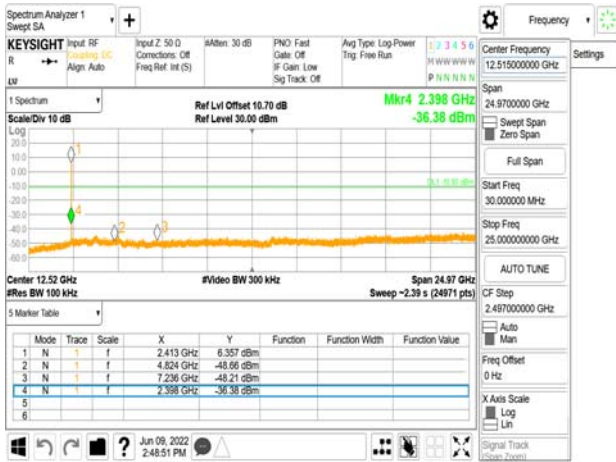 Spectrum Analyzer 1
Swept SA
+
Frequency
Settings
KEYSIGHT Input: RF
R
Coupling: DC
Align: Auto
LXI
Input Z: 50 Ω
Corrections: Off
Freq Ref: Int (S)
#Atten: 30 dB
PNO: Fast
Gate: Off
IF Gain: Low
Sig Track: Off
Avg Type: Log-Power
Trig: Free Run
1 2 3 4 5 6
M W W W W W
P N N N N N
1 Spectrum
Scale/Div 10 dB
Ref Lvl Offset 10.70 dB
Ref Level 30.00 dBm
Mkr4 2.398 GHz
-36.38 dBm
Log
20.0
10.0
0.00
-10.0
-20.0
-30.0
-40.0
-50.0
-60.0
1
4
2
3
Center 12.52 GHz
#Res BW 100 kHz
#Video BW 300 kHz
Span 24.97 GHz
Sweep ~2.39 s (24971 pts)
5 Marker Table
Mode Trace Scale X Y Function Function Width Function Value
1 N 1 f 2.413 GHz 6.357 dBm
2 N 1 f 4.824 GHz -48.66 dBm
3 N 1 f 7.236 GHz -48.21 dBm
4 N 1 f 2.398 GHz -36.38 dBm
5
6
Jun 09, 2022
2:48:51 PM
?
Center Frequency
12.515000000 GHz
Span
24.9700000 GHz
Swept Span
Zero Span
Full Span
Start Freq
30.000000 MHz
Stop Freq
25.000000000 GHz
AUTO TUNE
CF Step
2.497000000 GHz
Auto
Man
Freq Offset
0 Hz
X Axis Scale
Log
Lin
Signal Track
(Span Zoom)